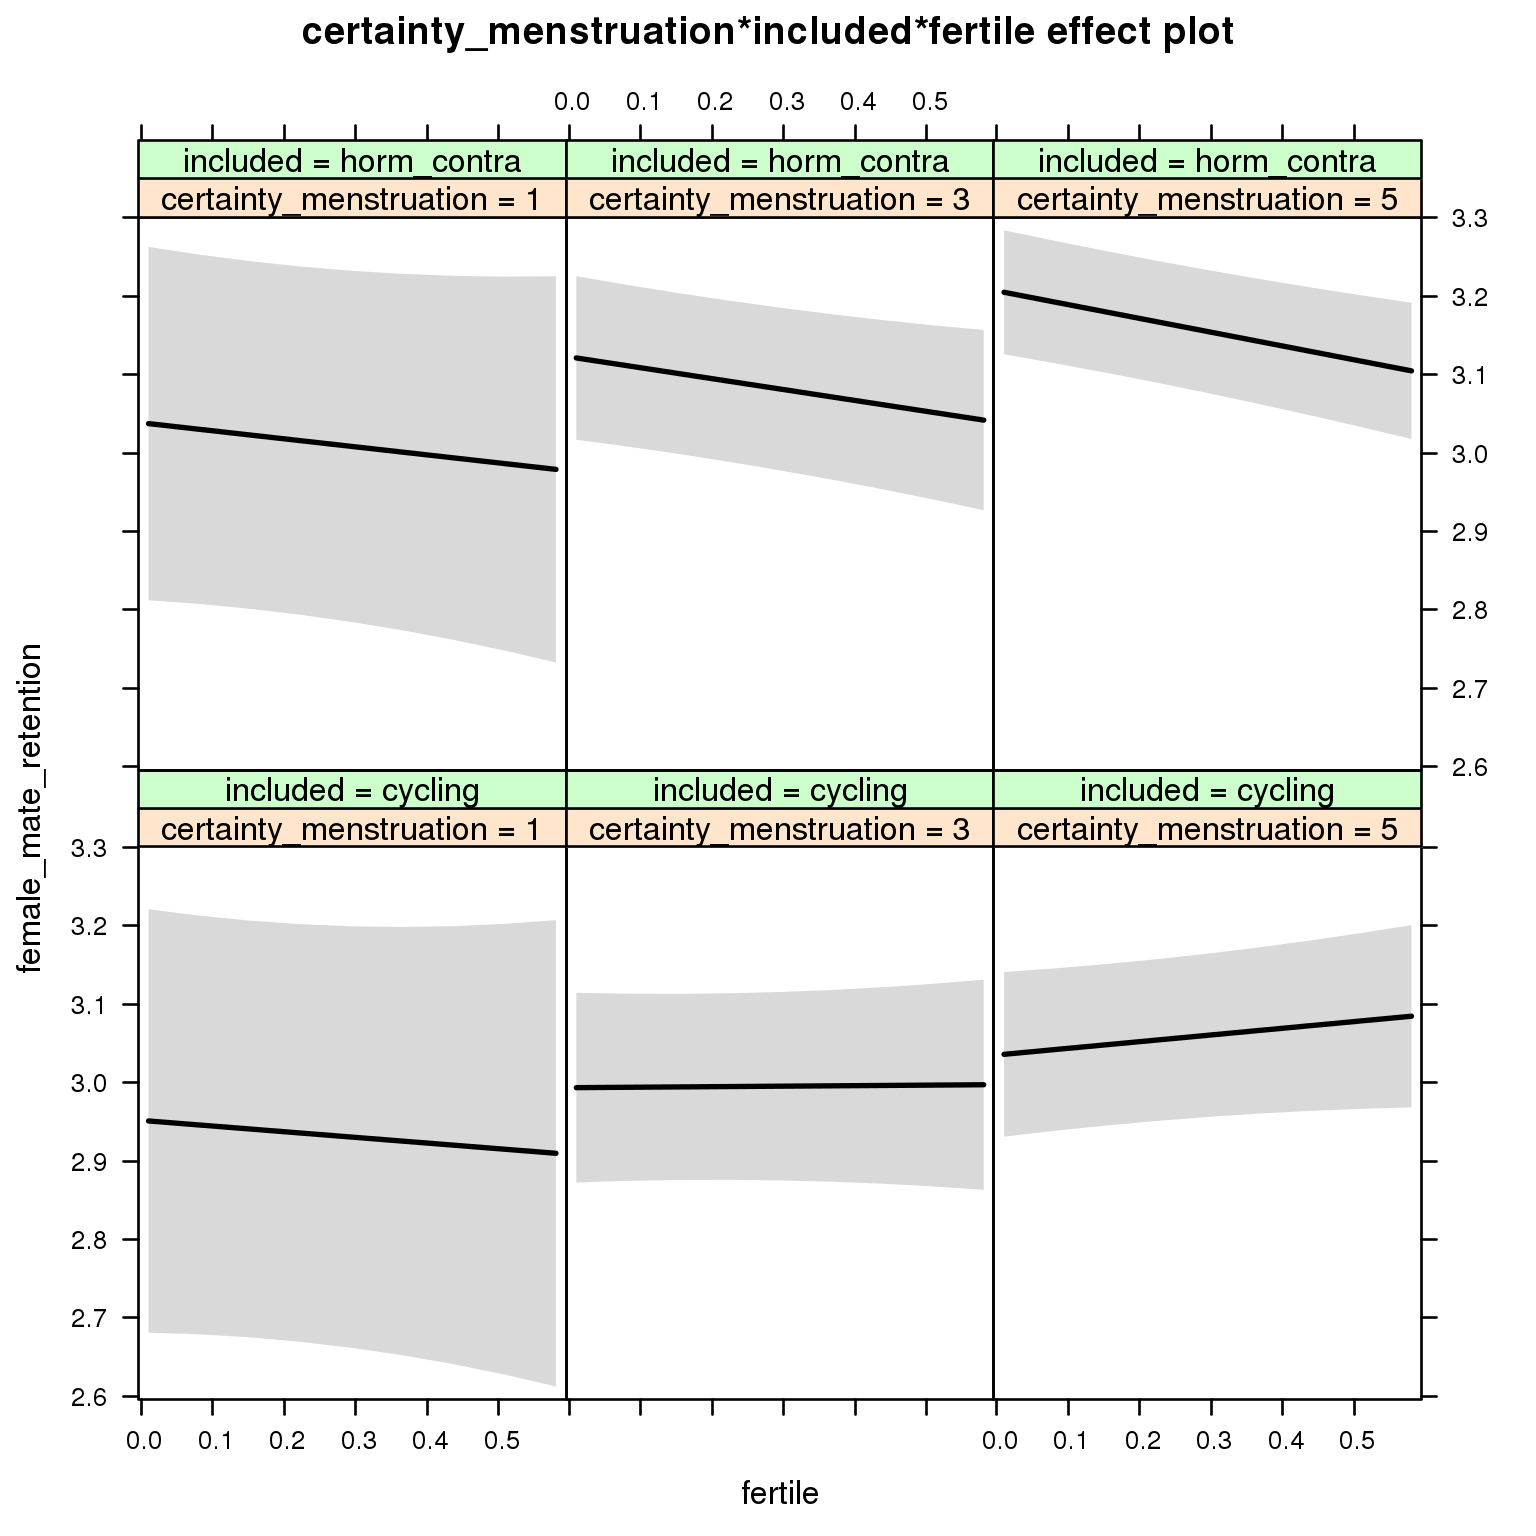 certainty_menstruation*included*fertile effect plot
0.0 0.1 0.2 0.3 0.4 0.5
included = horm_contra included = horm_contra included = horm_contra
certainty_menstruation = 1 certainty_menstruation = 3 certainty_menstruation = 5
3.3
3.2
3.1
3.0
2.9
2.8
2.7
2.6
female_mate_retention
included = cycling included = cycling included = cycling
certainty_menstruation = 1 certainty_menstruation = 3 certainty_menstruation = 5
3.3
3.2
3.1
3.0
2.9
2.8
2.7
2.6
0.0 0.1 0.2 0.3 0.4 0.5 0.0 0.1 0.2 0.3 0.4 0.5
fertile